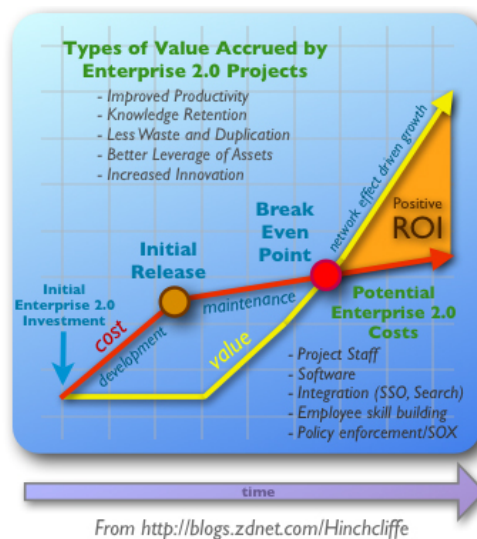 Types of Value Accrued by
Enterprise 2.0 Projects
- Improved Productivity
- Knowledge Retention
- Less Waste and Duplication
- Better Leverage of Assets
- Increased Innovation
network effect driven growth
Positive
ROI
Break
Even
Point
Initial
Release
Initial
Enterprise 2.0
Investment
cost
development
maintenance
value
Potential
Enterprise 2.0
Costs
- Project Staff
- Software
- Integration (SSO, Search)
- Employee skill building
- Policy enforcement/SOX
time
From http://blogs.zdnet.com/Hinchcliffe